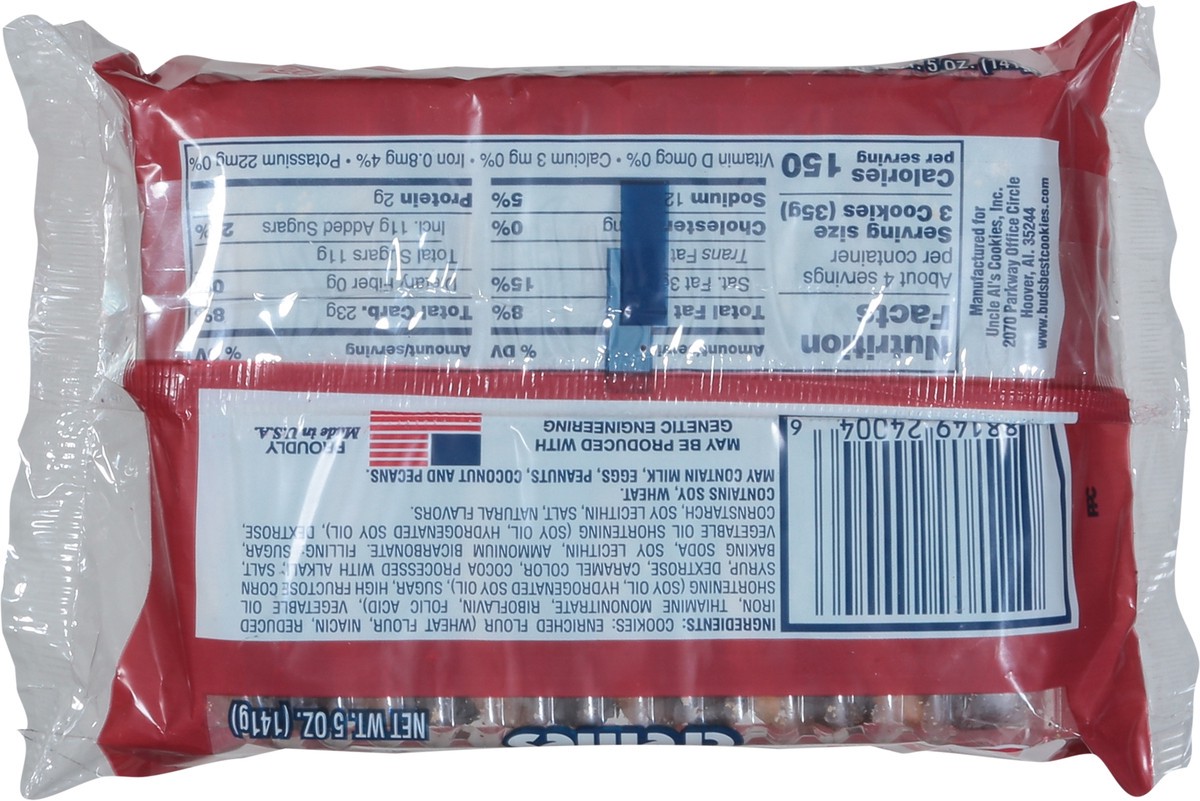 NET WT. 5 OZ. (141g)
INGREDIENTS: COOKIES: ENRICHED FLOUR (WHEAT FLOUR, NIACIN, REDUCED
IRON, THIAMINE MONONITRATE, RIBOFLAVIN, FOLIC ACID), VEGETABLE OIL
SHORTENING (SOY OIL, HYDROGENATED SOY OIL), SUGAR, HIGH FRUCTOSE CORN
SYRUP, DEXTROSE, CARAMEL COLOR, COCOA PROCESSED WITH ALKALI, SALT,
BAKING SODA, SOY LECITHIN, AMMONIUM BICARBONATE. FILLING: SUGAR,
VEGETABLE OIL SHORTENING (SOY OIL, HYDROGENATED SOY OIL), DEXTROSE,
CORNSTARCH, SOY LECITHIN, SALT, NATURAL FLAVORS.
CONTAINS SOY, WHEAT.
MAY CONTAIN MILK, EGGS, PEANUTS, COCONUT AND PECANS.
MAY BE PRODUCED WITH
GENETIC ENGINEERING
PROUDLY
Made in U.S.A.
6
Nutrition
Facts
About 4 servings
per container
Serving size
3 Cookies (35g)
Calories 150
per serving
Amount/serving % DV
Total Fat 8%
Sat. Fat 3g 15%
Trans Fat
0%
Sodium 5%
Amount/serving % DV
Total Carb. 23g 8%
Dietary Fiber 0g
Total Sugars 11g
Incl. 11g Added Sugars
Protein 2g
Vitamin D 0mcg 0% • Calcium 3 mg 0% • Iron 0.8mg 4% • Potassium 22mg 0%
Manufactured for
Uncle Al's Cookies, Inc.
2070 Parkway Office Circle
Hoover, Al. 35244
www.budsbestcookies.com